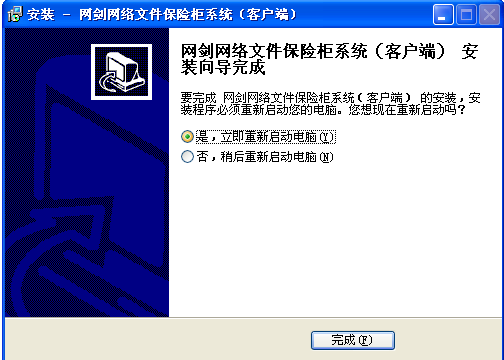 安装 - 网剑网络文件保险柜系统（客户端）
网剑网络文件保险柜系统（客户端） 安
装向导完成
要完成 网剑网络文件保险柜系统（客户端） 的安装，安
装程序必须重新启动您的电脑。您想现在重新启动吗？
是，立即重新启动电脑(Y)
否，稍后重新启动电脑(N)
完成(F)